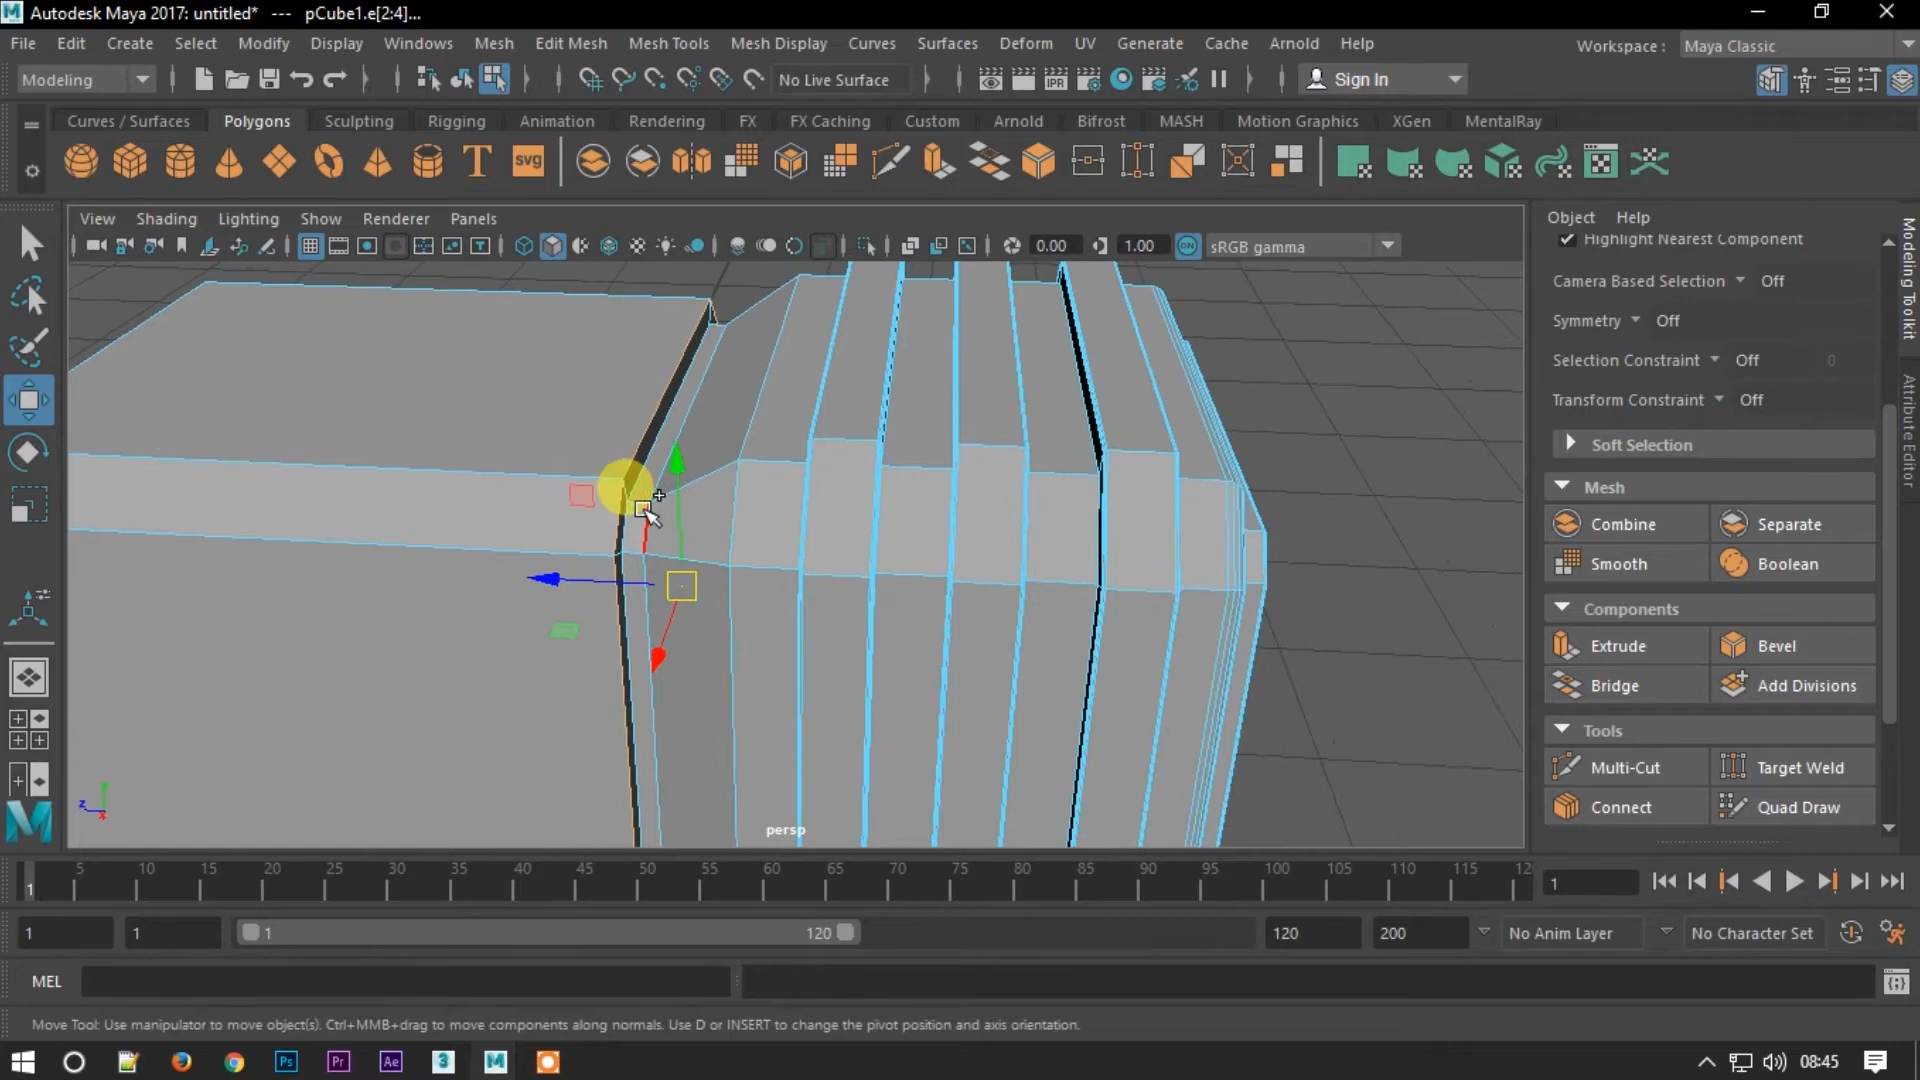 Autodesk Maya 2017: untitled* --- pCube1.e[2:4]...
File Edit Create Select Modify Display Windows Mesh Edit Mesh Mesh Tools Mesh Display Curves Surfaces Deform UV Generate Cache Arnold Help Workspace : Maya Classic
Modeling No Live Surface Sign In
Curves / Surfaces Polygons Sculpting Rigging Animation Rendering FX FX Caching Custom Arnold Bifrost MASH Motion Graphics XGen MentalRay
T svg
View Shading Lighting Show Renderer Panels
0.00 1.00 ON sRGB gamma
Object Help
Highlight Nearest Component
Camera Based Selection Off
Symmetry Off
Selection Constraint Off 0
Transform Constraint Off
Soft Selection
Mesh
Combine Separate
Smooth Boolean
Components
Extrude Bevel
Bridge Add Divisions
Tools
Multi-Cut Target Weld
Connect Quad Draw
Modeling Toolkit
Attribute Editor
persp
z y x
5 10 15 20 25 30 35 40 45 50 55 60 65 70 75 80 85 90 95 100 105 110 115 12
1 1
1 1 1 120 120 200 No Anim Layer No Character Set
MEL
Move Tool: Use manipulator to move object(s). Ctrl+MMB+drag to move components along normals. Use D or INSERT to change the pivot position and axis orientation.
Ps Pr Ae 3 M 08:45